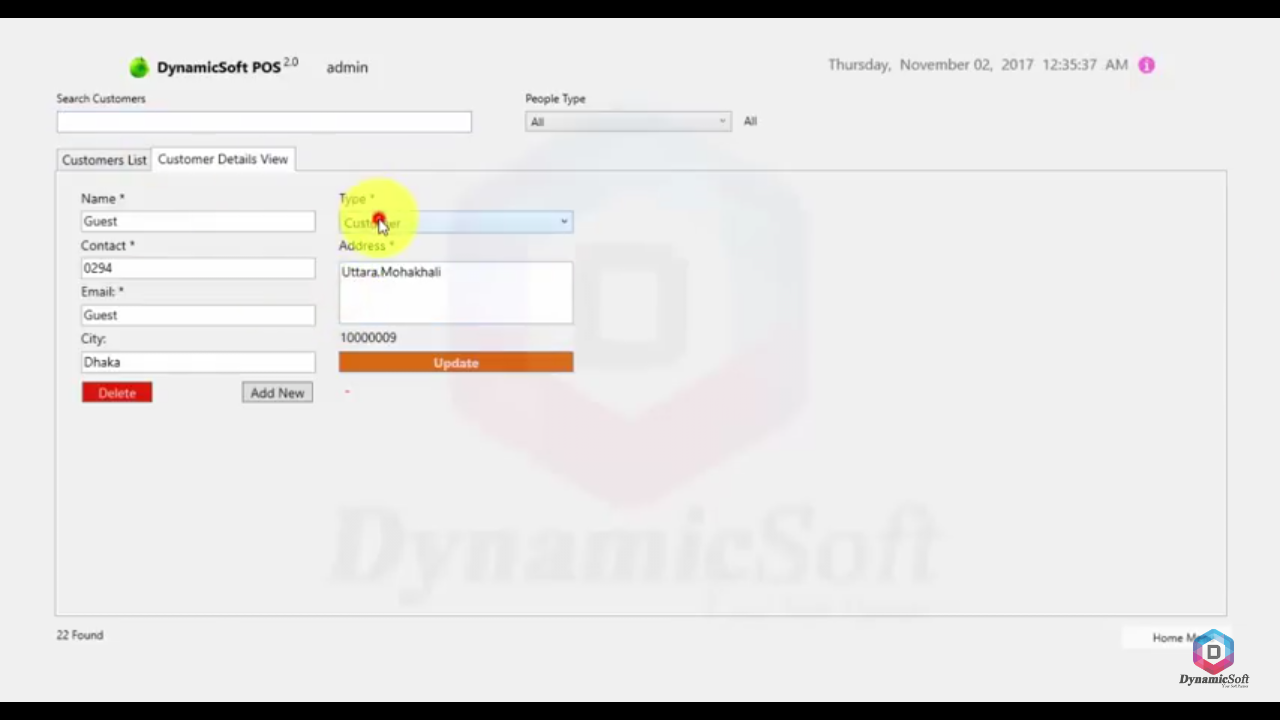 DynamicSoft POS 2.0 admin
Thursday, November 02, 2017 12:35:37 AM
Search Customers
People Type
All
All
Customers List
Customer Details View
Name *
Guest
Type *
Customer
Contact *
0294
Address *
Uttara,Mohakhali
Email: *
Guest
City:
10000009
Dhaka
Update
Delete
Add New
-
DynamicSoft
22 Found
Home
D
DynamicSoft